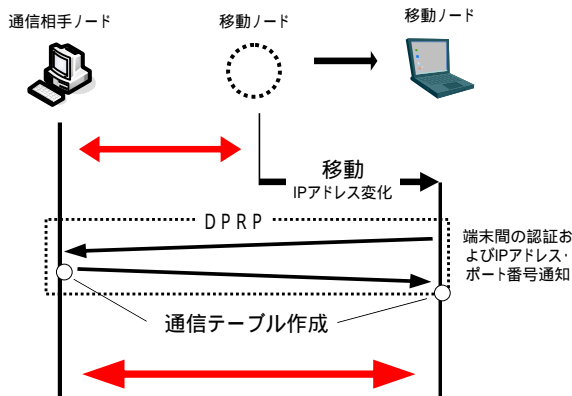 通信相手ノード
移動ノード
移動ノード
移動
IPアドレス変化
DPRP
端末間の認証お
よびIPアドレス・
ポート番号通知
通信テーブル作成